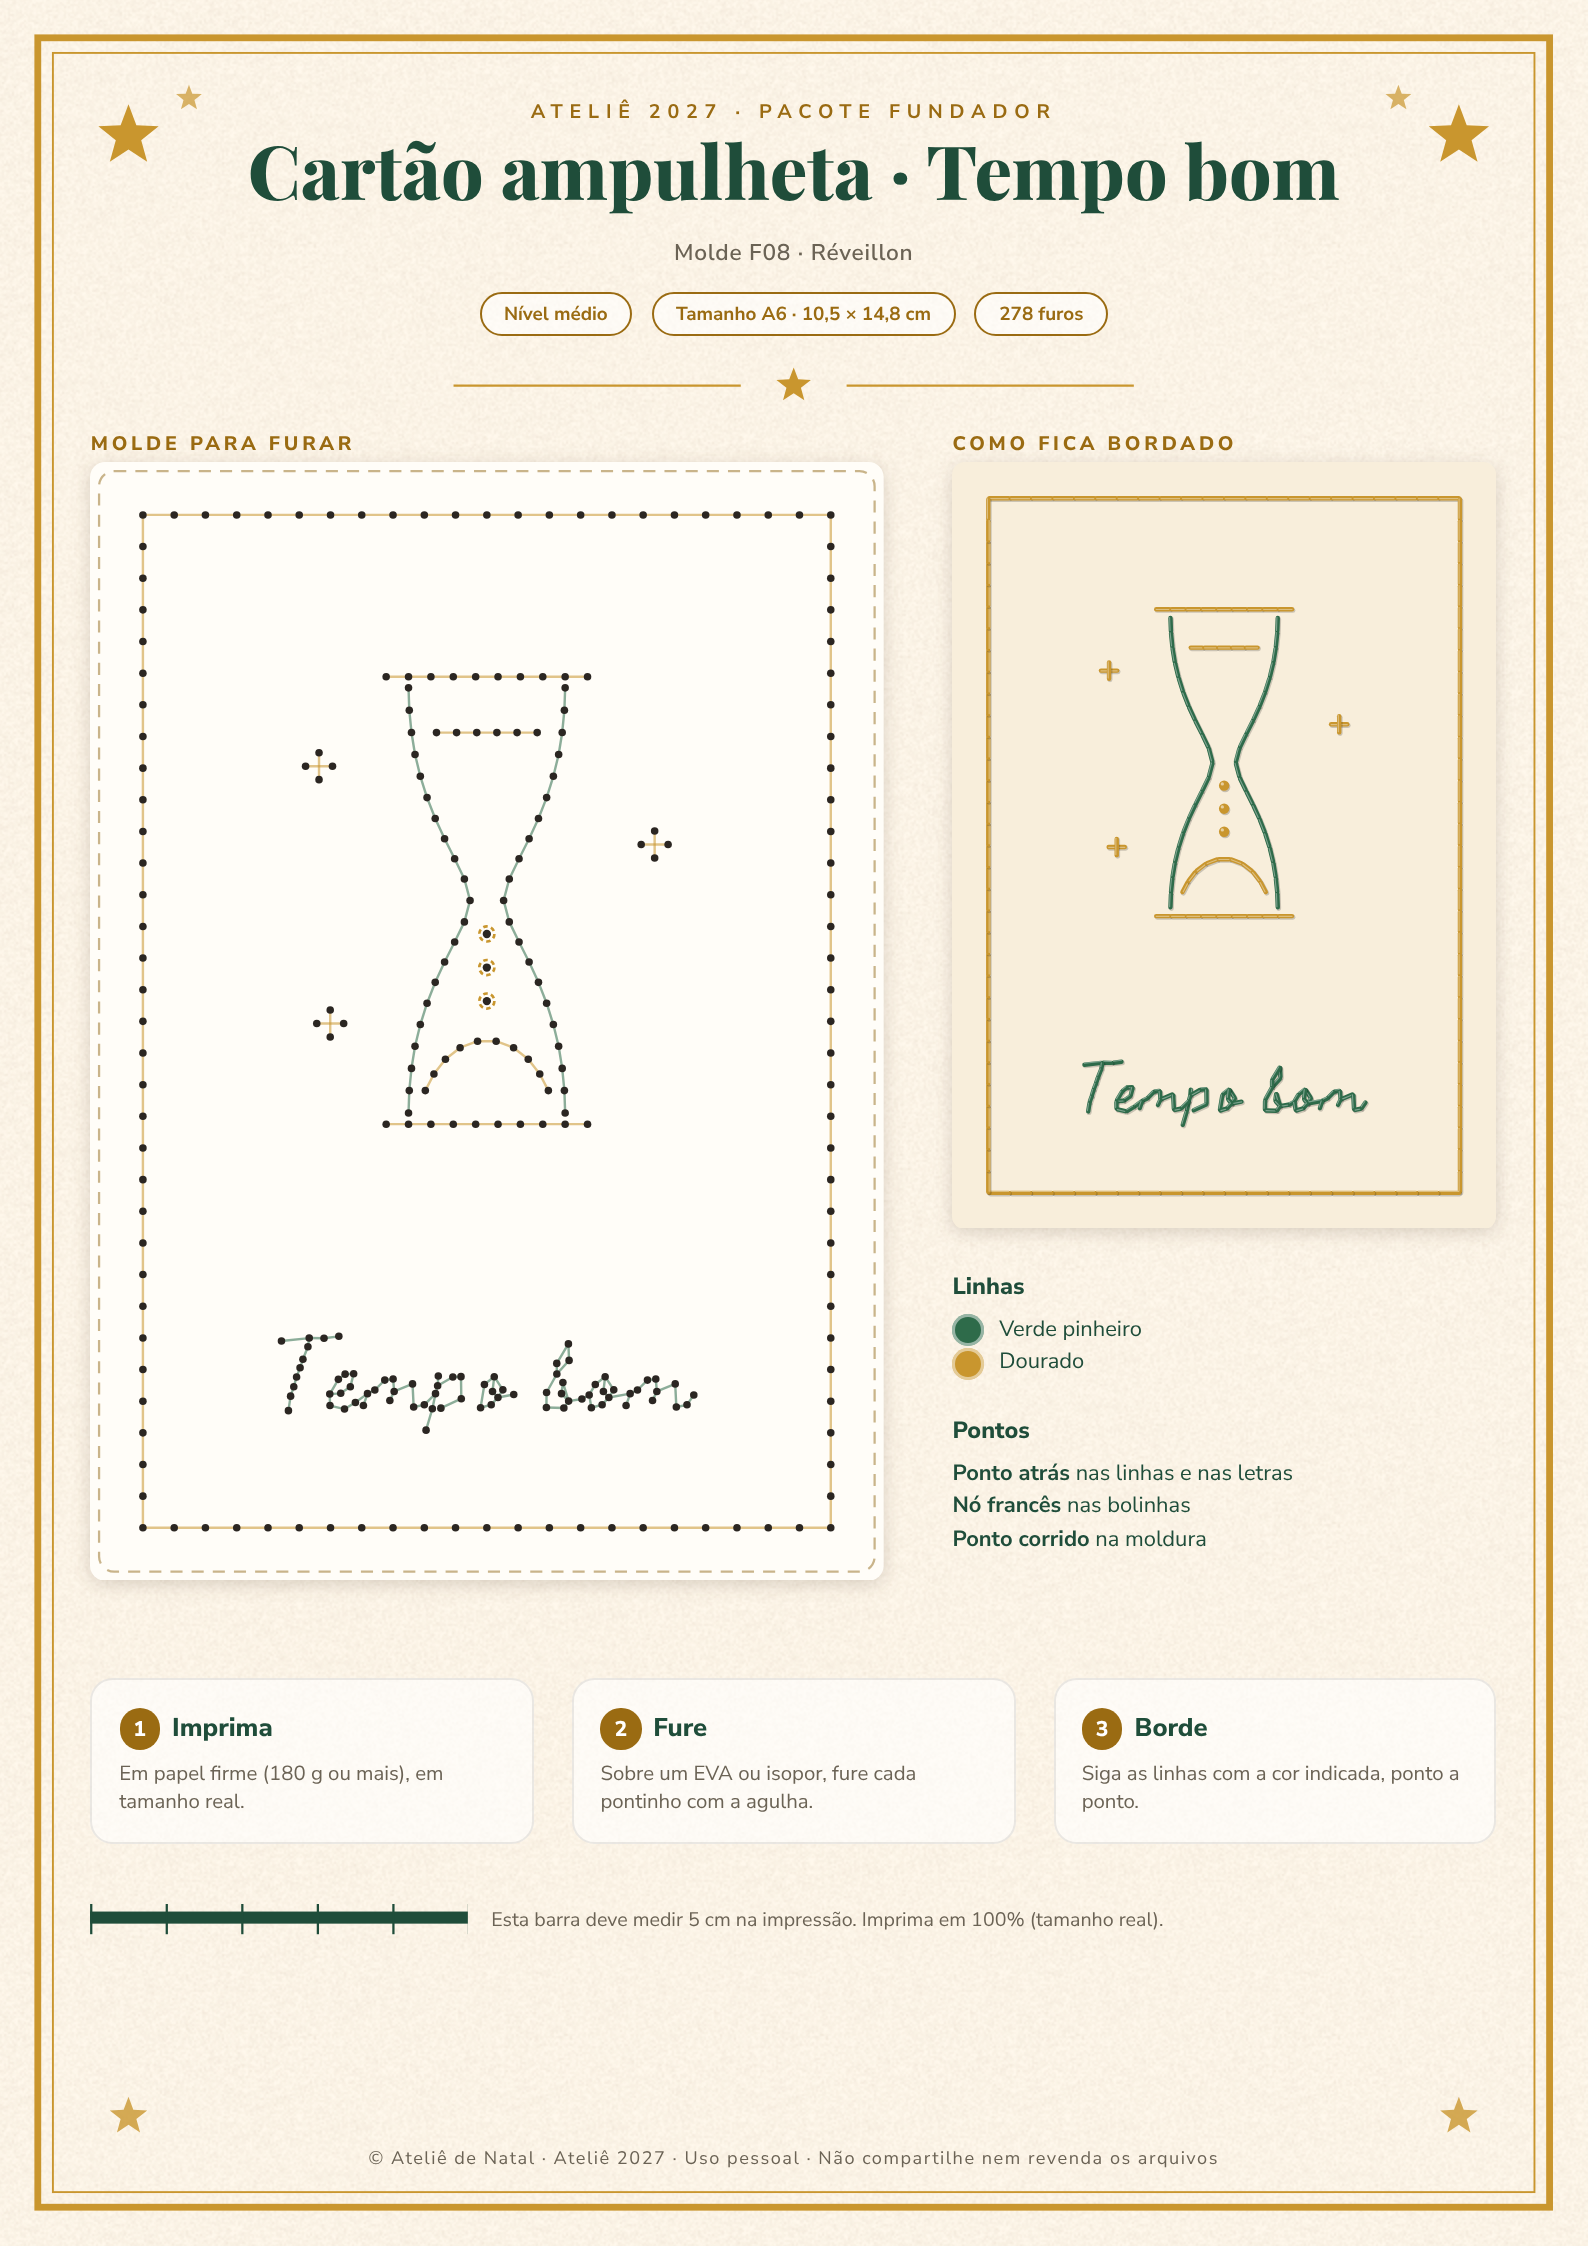 ATELIÊ 2027 · PACOTE FUNDADOR
Cartão ampulheta · Tempo bom
Molde F08 · Réveillon
Nível médio
Tamanho A6 · 10,5 × 14,8 cm
278 furos
MOLDE PARA FURAR
Tempo bom
COMO FICA BORDADO
Tempo bom
Linhas
Verde pinheiro
Dourado
Pontos
Ponto atrás nas linhas e nas letras
Nó francês nas bolinhas
Ponto corrido na moldura
1 Imprima
Em papel firme (180 g ou mais), em
tamanho real.
2 Fure
Sobre um EVA ou isopor, fure cada
pontinho com a agulha.
3 Borde
Siga as linhas com a cor indicada, ponto a
ponto.
Esta barra deve medir 5 cm na impressão. Imprima em 100% (tamanho real).
© Ateliê de Natal · Ateliê 2027 · Uso pessoal · Não compartilhe nem revenda os arquivos